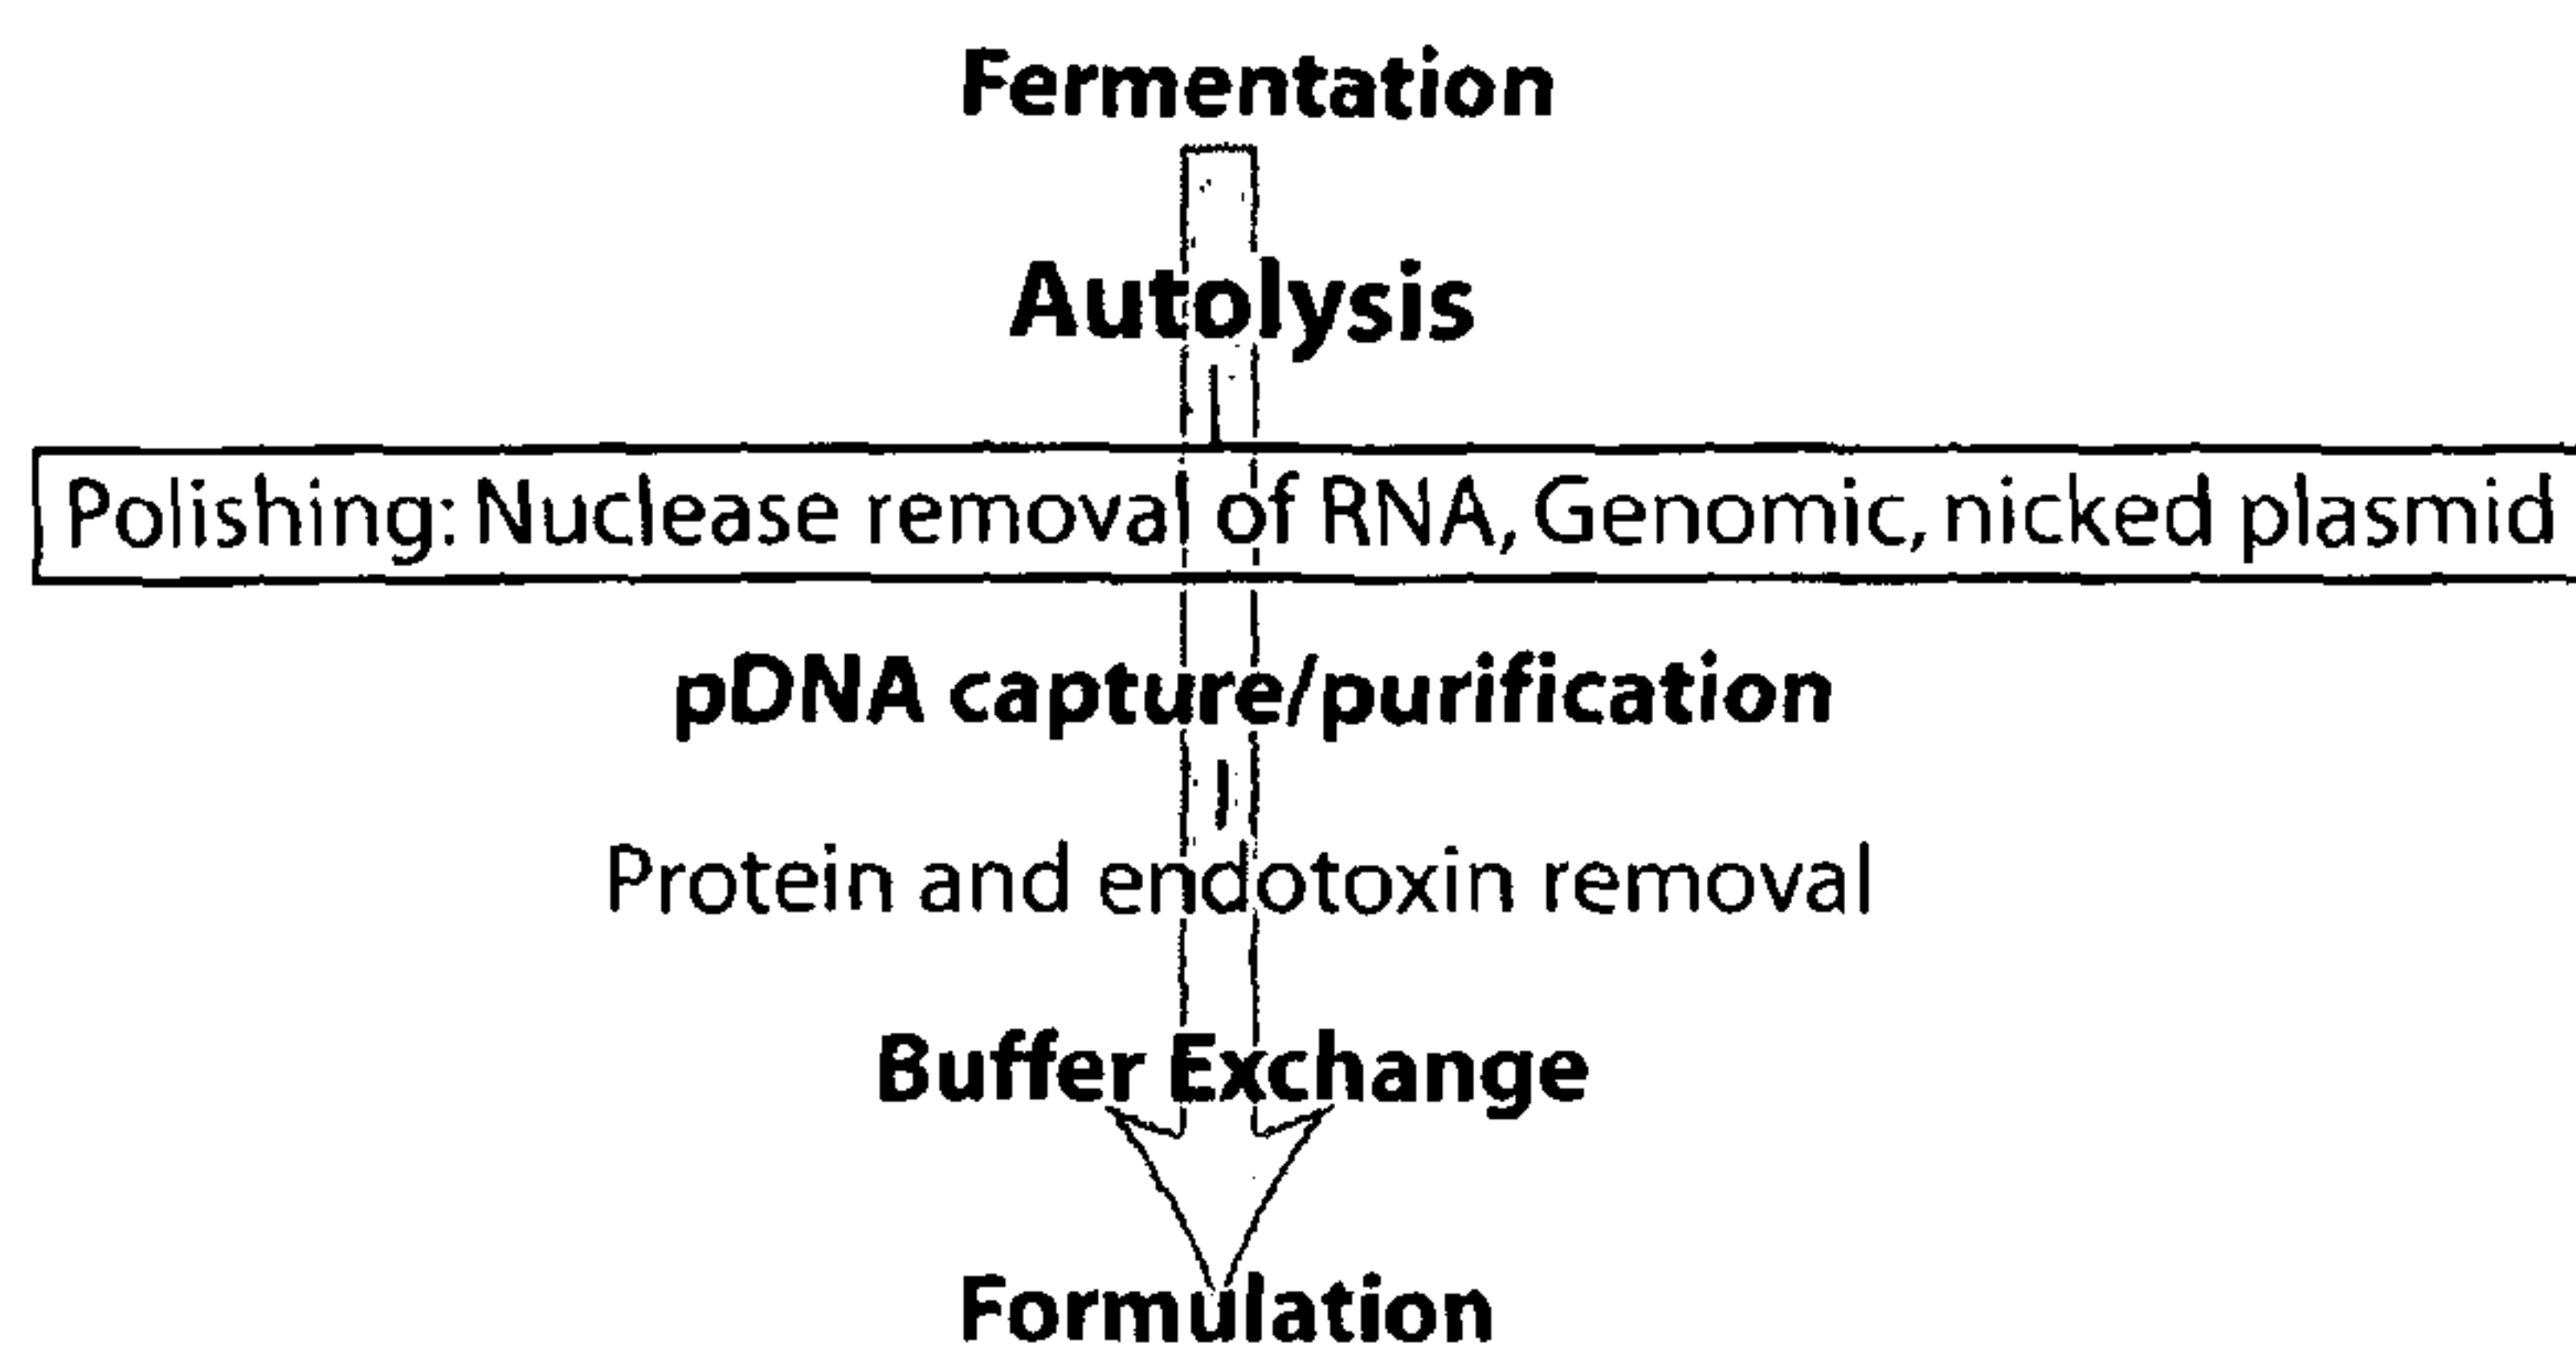 Fermentation
Autolysis
Polishing: Nuclease removal of RNA, Genomic, nicked plasmid
pDNA capture/purification
Protein and endotoxin removal
Buffer Exchange
Formulation